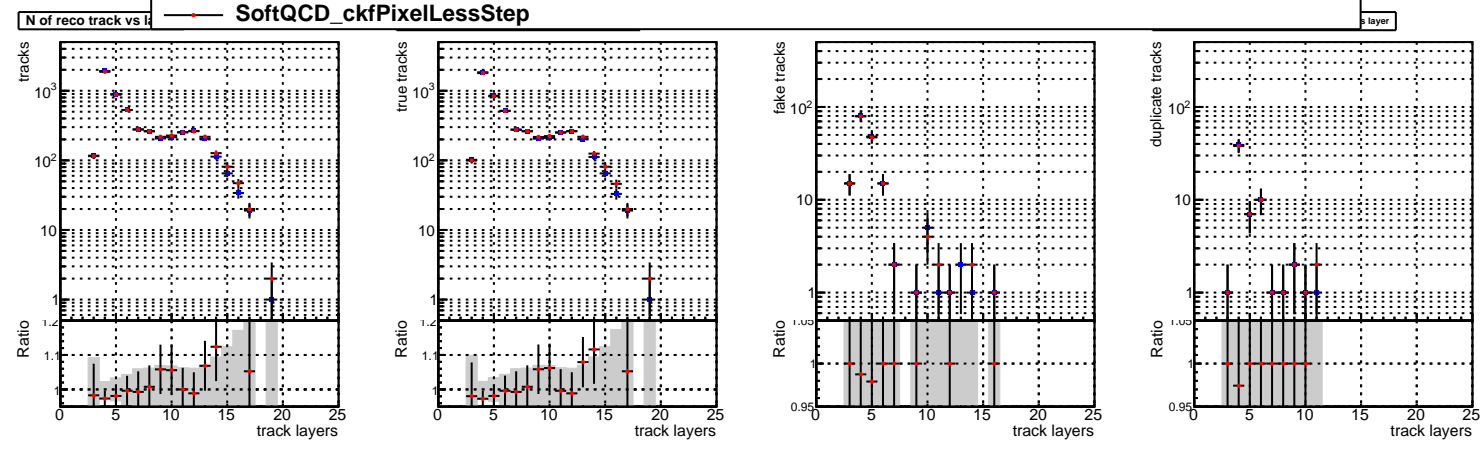 SoftQCD_ckfPixelLessStep
N of reco track vs la
s layer
tracks
10³
10²
10
1
Ratio
1.2
1.1
1
0 5 10 15 20 25
track layers
true tracks
10³
10²
10
1
Ratio
1.2
1.1
1
0 5 10 15 20 25
track layers
fake tracks
10²
10
1
Ratio
1.05
1
0.95
0 5 10 15 20 25
track layers
duplicate tracks
10²
10
1
Ratio
1.05
1
0.95
0 5 10 15 20 25
track layers